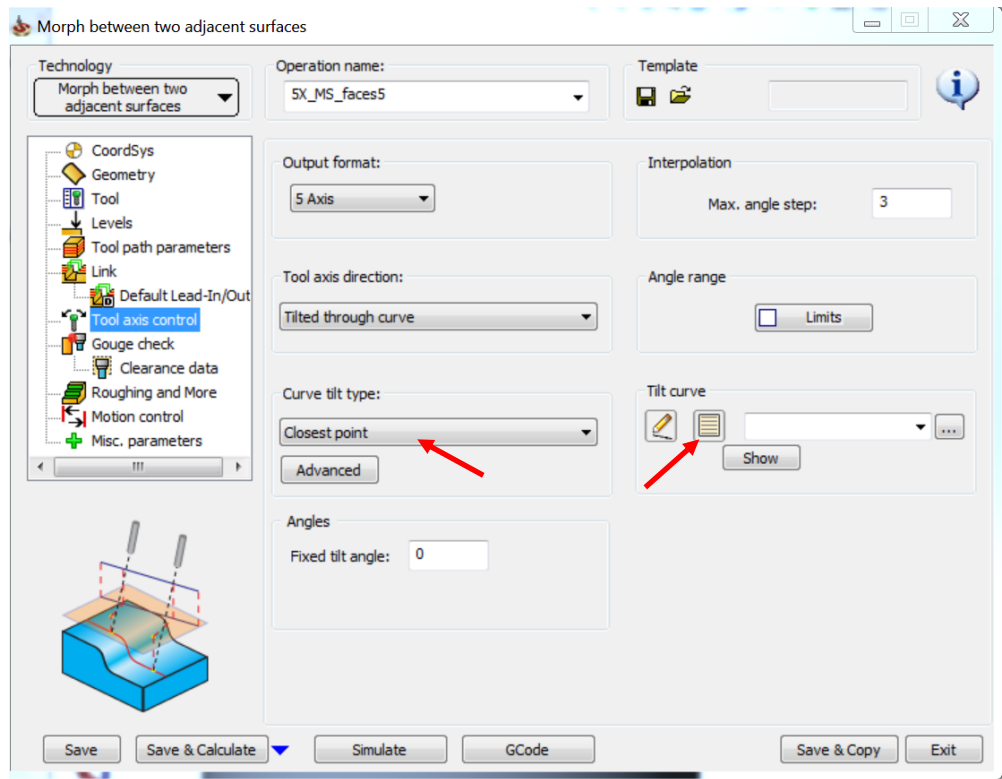 Morph between two adjacent surfaces
Technology
Morph between two
adjacent surfaces
Operation name:
5X_MS_faces5
Template
CoordSys
Geometry
Tool
Levels
Tool path parameters
Link
Default Lead-In/Out
Tool axis control
Gouge check
Clearance data
Roughing and More
Motion control
Misc. parameters
Output format:
5 Axis
Interpolation
Max. angle step:
3
Tool axis direction:
Tilted through curve
Angle range
Limits
Curve tilt type:
Closest point
Advanced
Tilt curve
...
Show
Angles
Fixed tilt angle:
0
Save
Save & Calculate
Simulate
GCode
Save & Copy
Exit